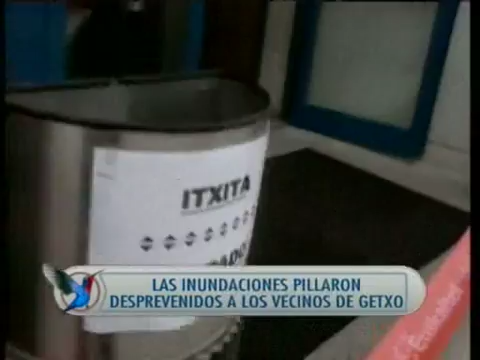 ITXITA
LAS INUNDACIONES PILLARON
DESPREVENIDOS A LOS VECINOS DE GETXO